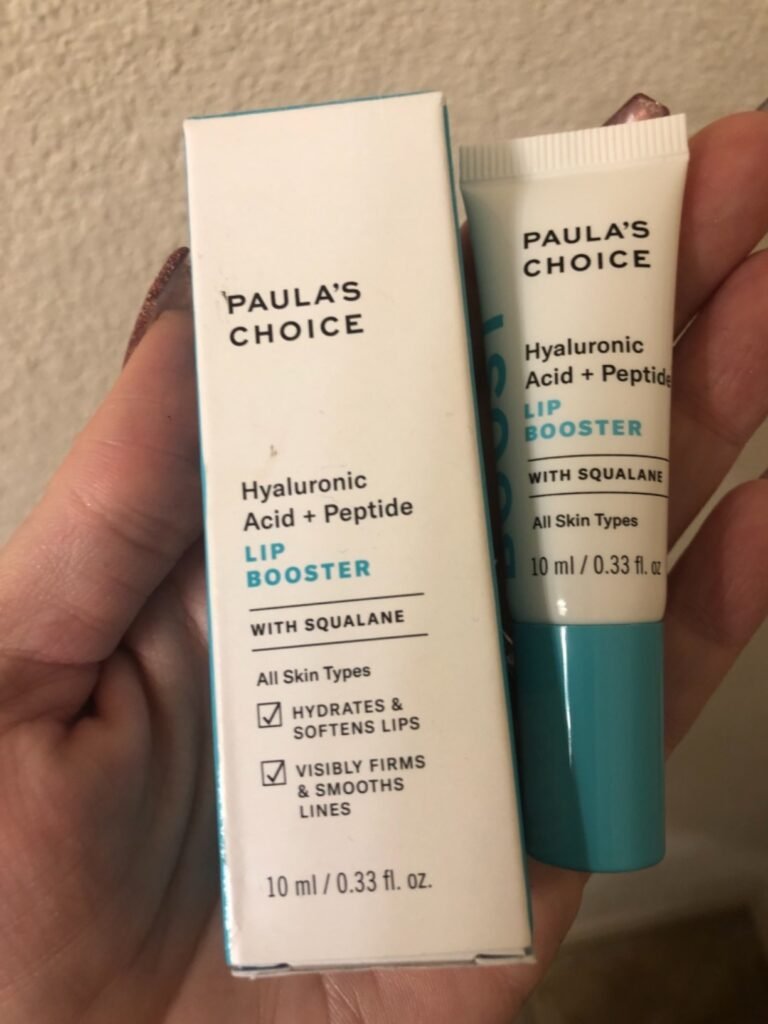 PAULA'S
CHOICE
Hyaluronic
Acid + Peptide
LIP
BOOSTER
WITH SQUALANE
All Skin Types
HYDRATES &
SOFTENS LIPS
VISIBLY FIRMS
& SMOOTHS
LINES
10 ml / 0.33 fl. oz.
BOOST
PAULA'S
CHOICE
Hyaluronic
Acid + Peptide
LIP
BOOSTER
WITH SQUALANE
All Skin Types
10 ml / 0.33 fl. oz